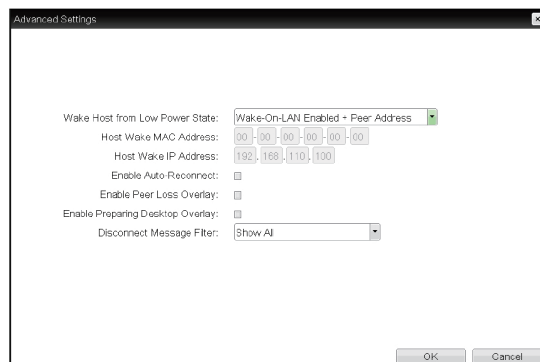 Advanced Settings
Wake Host from Low Power State: Wake-On-LAN Enabled + Peer Address
Host Wake MAC Address: 00 - 00 - 00 - 00 - 00 - 00
Host Wake IP Address: 192 . 168 . 110 . 100
Enable Auto-Reconnect:
Enable Peer Loss Overlay:
Enable Preparing Desktop Overlay:
Disconnect Message Filter: Show All
OK Cancel